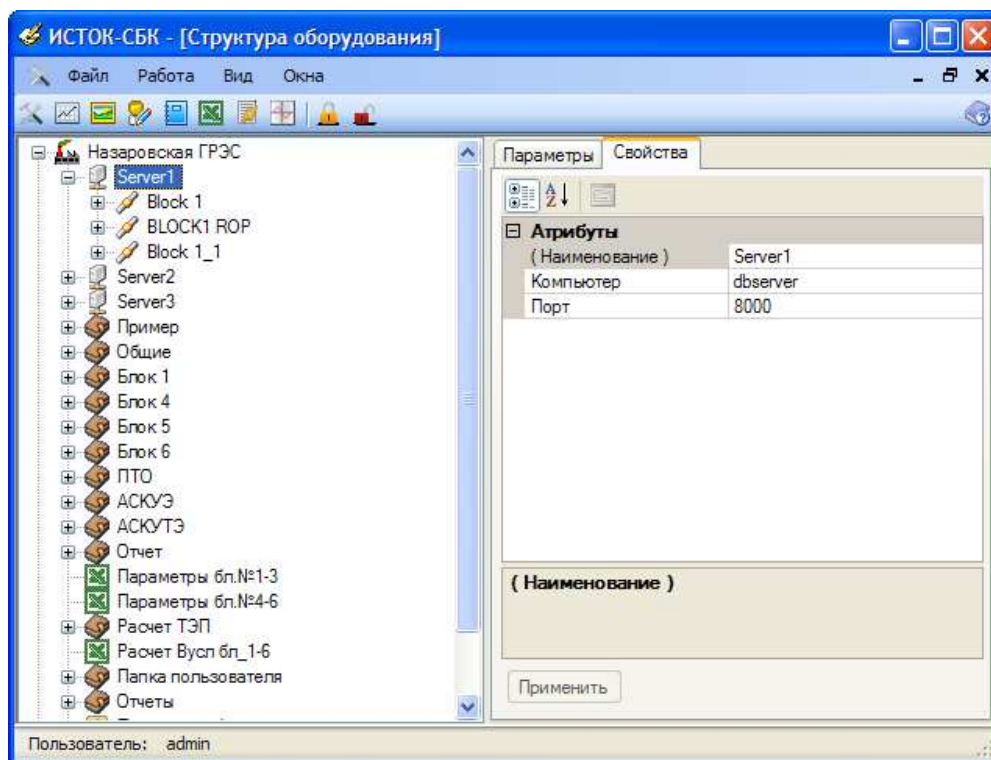 ИСТОК-СБК - [Структура оборудования]
Файл Работа Вид Окна
Назаровская ГРЭС
Server1
Block 1
BLOCK1 ROP
Block 1_1
Server2
Server3
Пример
Общие
Блок 1
Блок 4
Блок 5
Блок 6
ПТО
АСКУЭ
АСКУТЭ
Отчет
Параметры бл.№1-3
Параметры бл.№4-6
Расчет ТЭП
Расчет Вусл бл_1-6
Папка пользователя
Отчеты
Параметры Свойства
Атрибуты
( Наименование ) Server1
Компьютер dbserver
Порт 8000
( Наименование )
Применить
Пользователь: admin